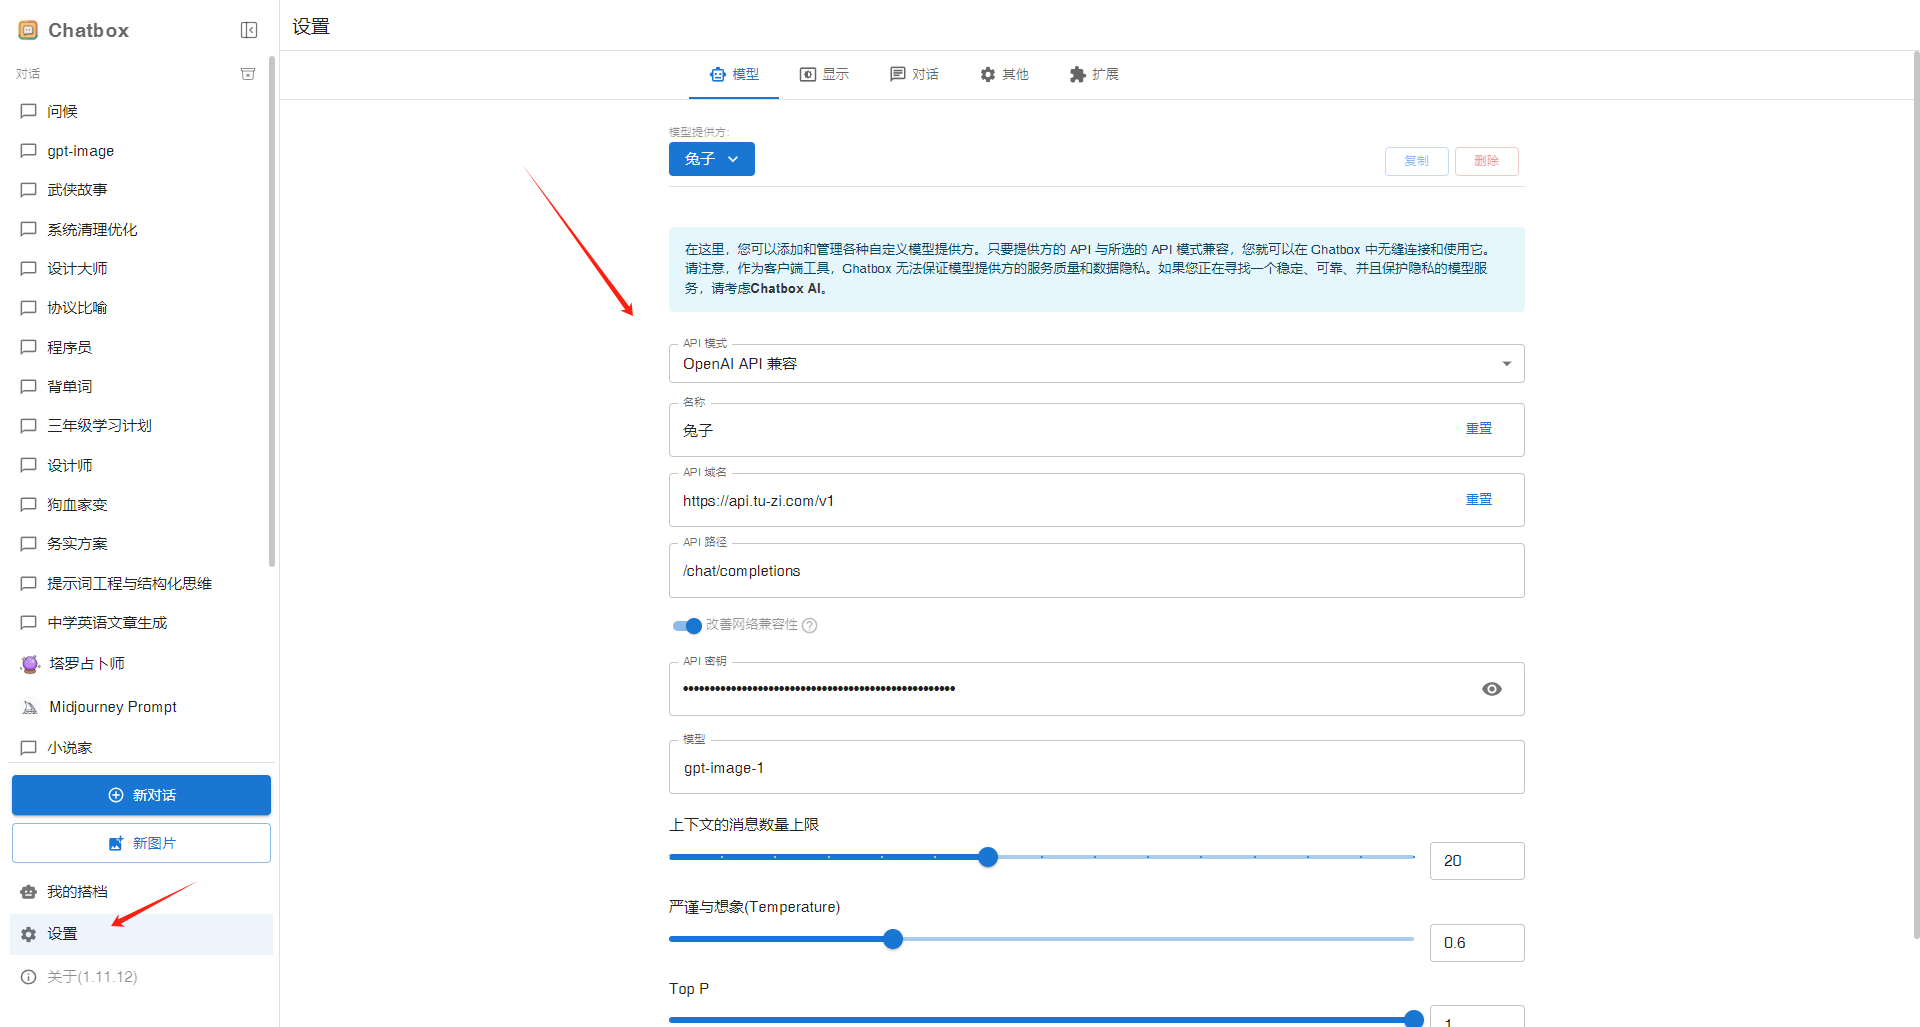 Chatbox
对话
问候
gpt-image
武侠故事
系统清理优化
设计大师
协议比喻
程序员
背单词
三年级学习计划
设计师
狗血家变
务实方案
提示词工程与结构化思维
中学英语文章生成
塔罗占卜师
Midjourney Prompt
小说家
新对话
新图片
我的搭档
设置
关于(1.11.12)
设置
模型
显示
对话
其他
扩展
模型提供方:
兔子
复制
删除
在这里，您可以添加和管理各种自定义模型提供方。只要提供方的 API 与所选的 API 模式兼容，您就可以在 Chatbox 中无缝连接和使用它。
请注意，作为客户端工具，Chatbox 无法保证模型提供方的服务质量和数据隐私。如果您正在寻找一个稳定、可靠、并且保护隐私的模型服
务，请考虑Chatbox AI。
API 模式
OpenAI API 兼容
名称
兔子
重置
API 域名
https://api.tu-zi.com/v1
重置
API 路径
/chat/completions
改善网络兼容性
API 密钥
模型
gpt-image-1
上下文的消息数量上限
20
严谨与想象(Temperature)
0.6
Top P
1